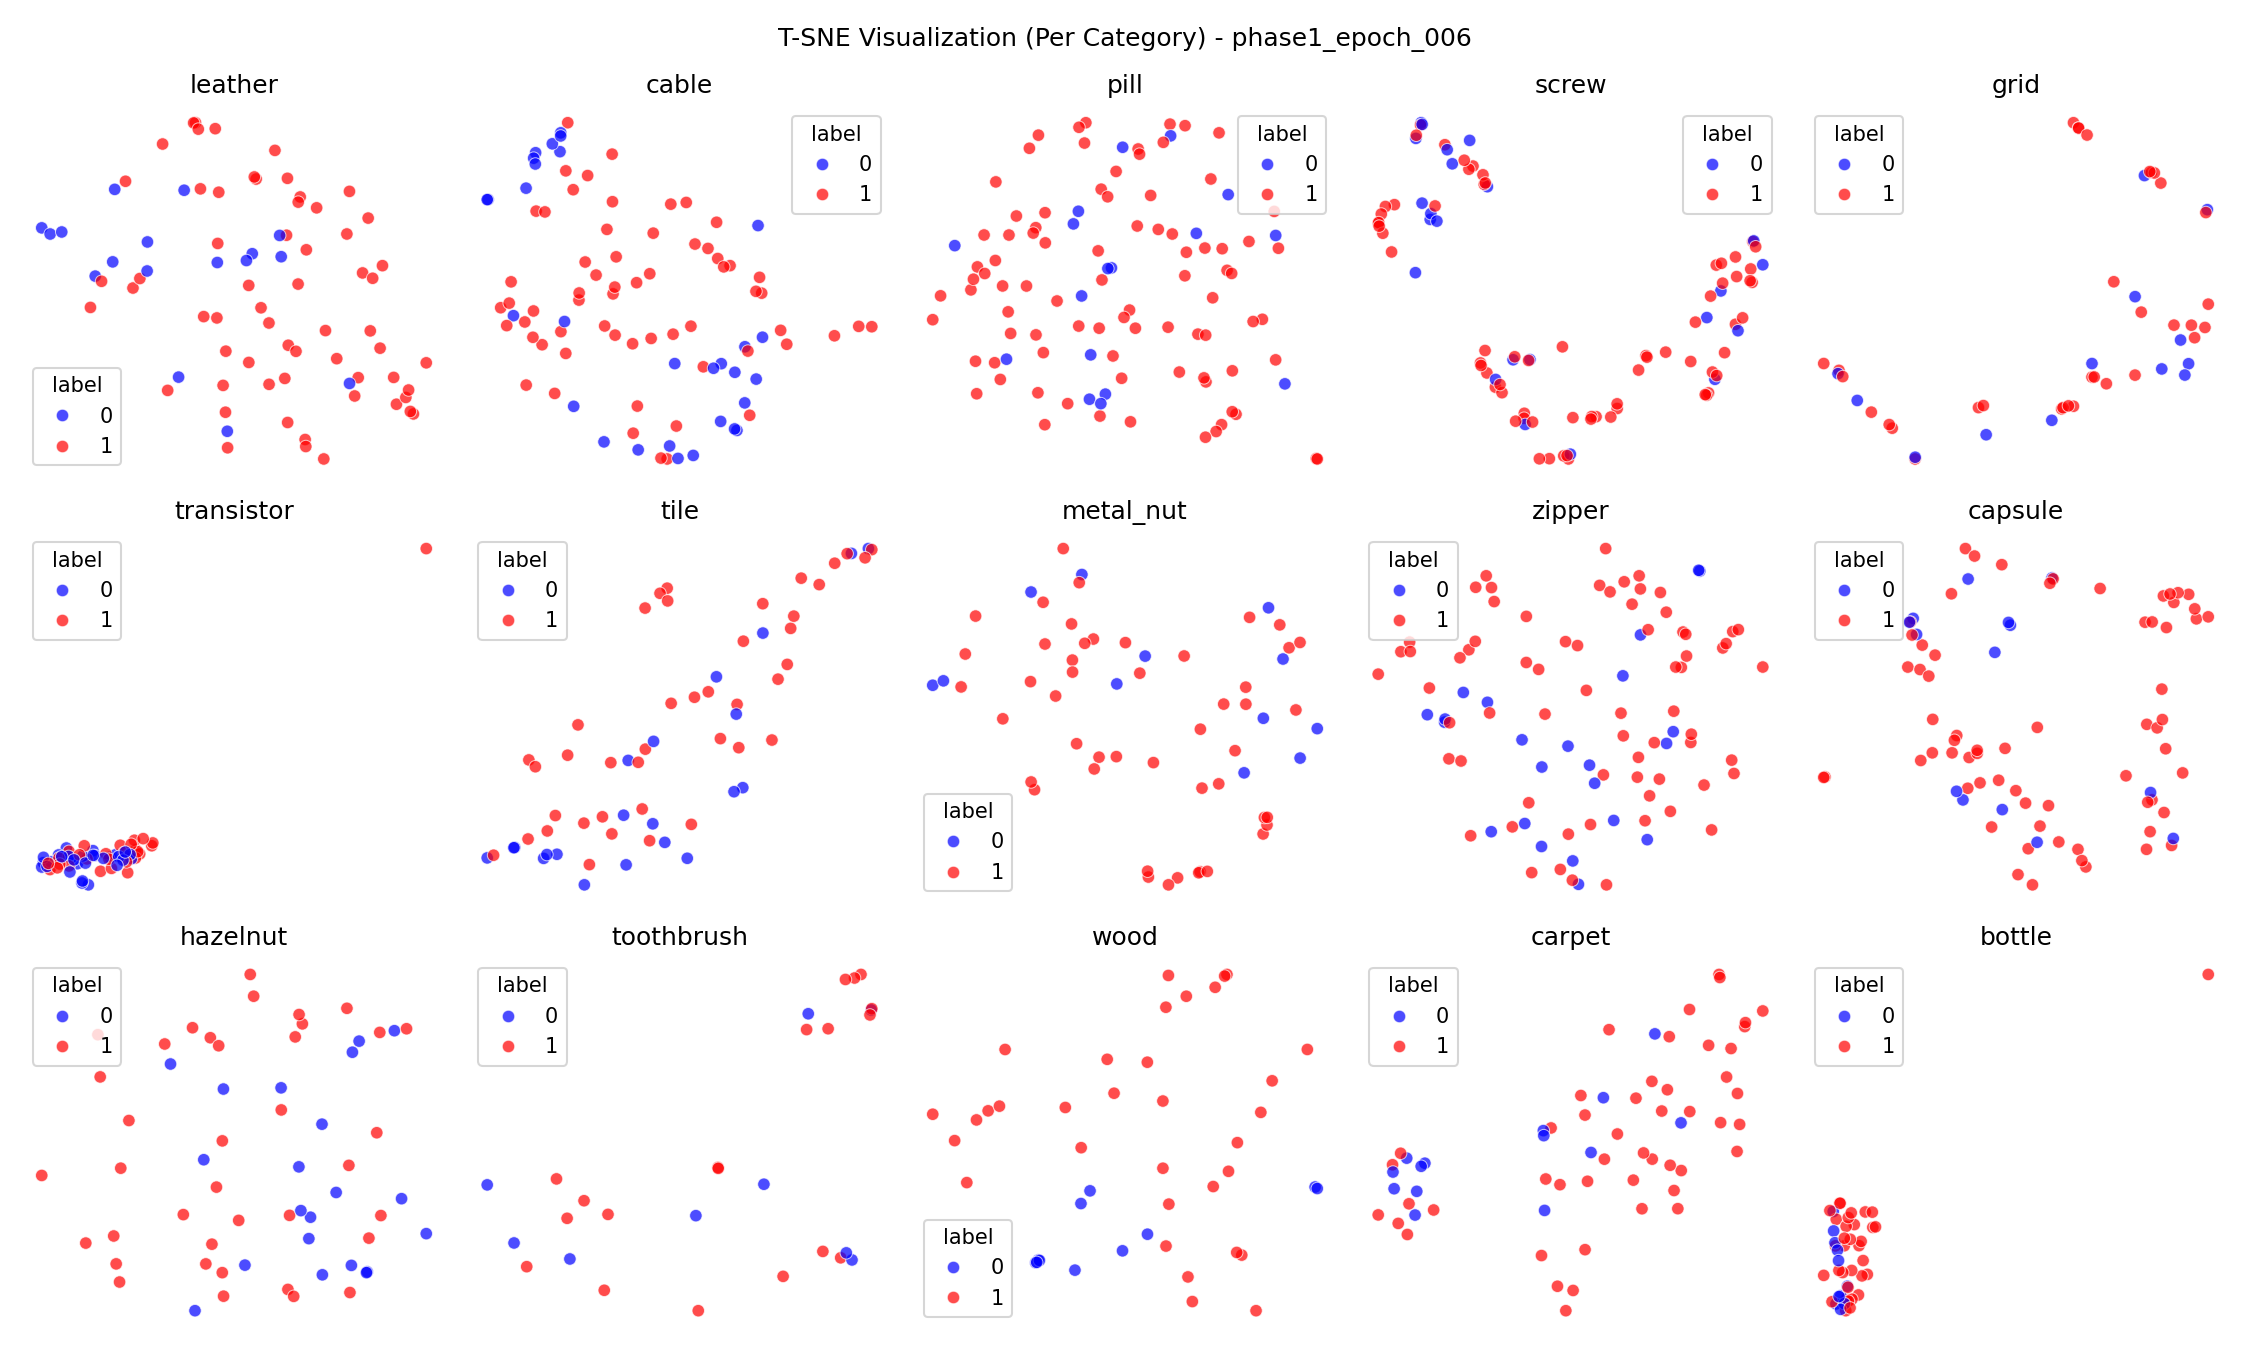 T-SNE Visualization (Per Category) - phase1_epoch_006
leather
cable
pill
screw
grid
label
0
1
label
0
1
label
0
1
label
0
1
label
0
1
transistor
tile
metal_nut
zipper
capsule
label
0
1
label
0
1
label
0
1
label
0
1
label
0
1
hazelnut
toothbrush
wood
carpet
bottle
label
0
1
label
0
1
label
0
1
label
0
1
label
0
1